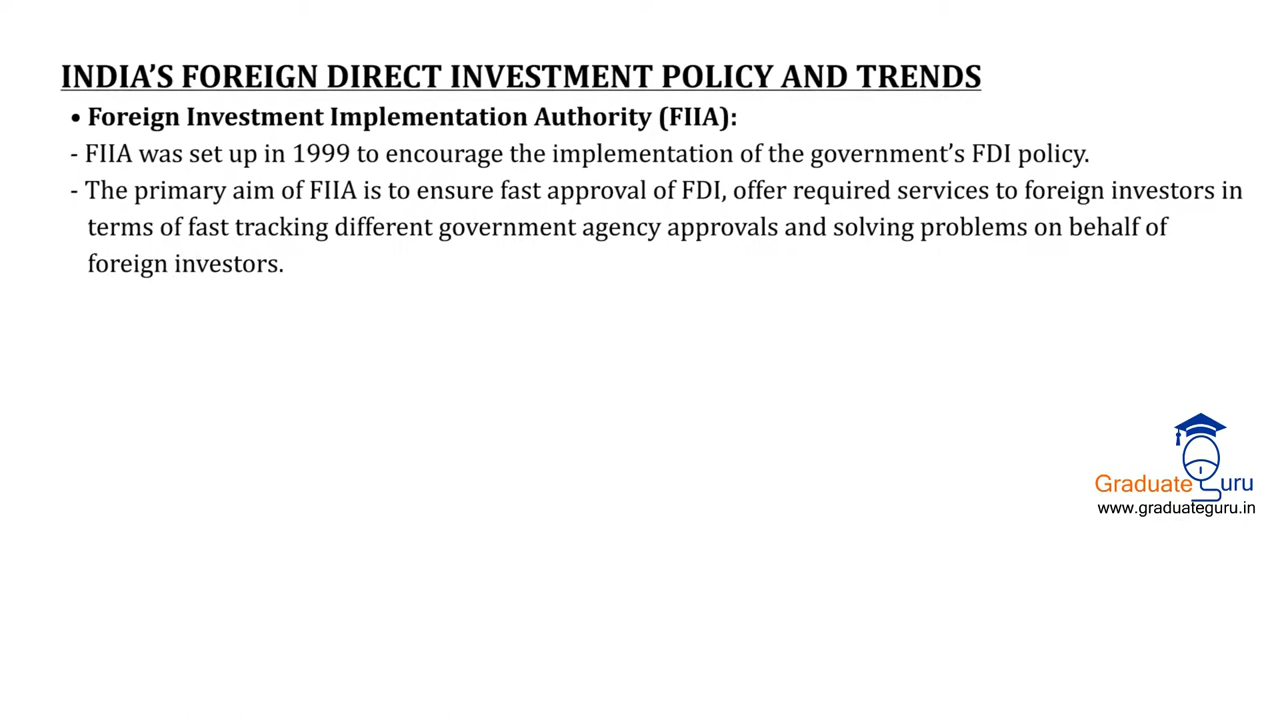 INDIA’S FOREIGN DIRECT INVESTMENT POLICY AND TRENDS
• Foreign Investment Implementation Authority (FIIA):
- FIIA was set up in 1999 to encourage the implementation of the government’s FDI policy.
- The primary aim of FIIA is to ensure fast approval of FDI, offer required services to foreign investors in
terms of fast tracking different government agency approvals and solving problems on behalf of
foreign investors.
Graduate Guru
www.graduateguru.in